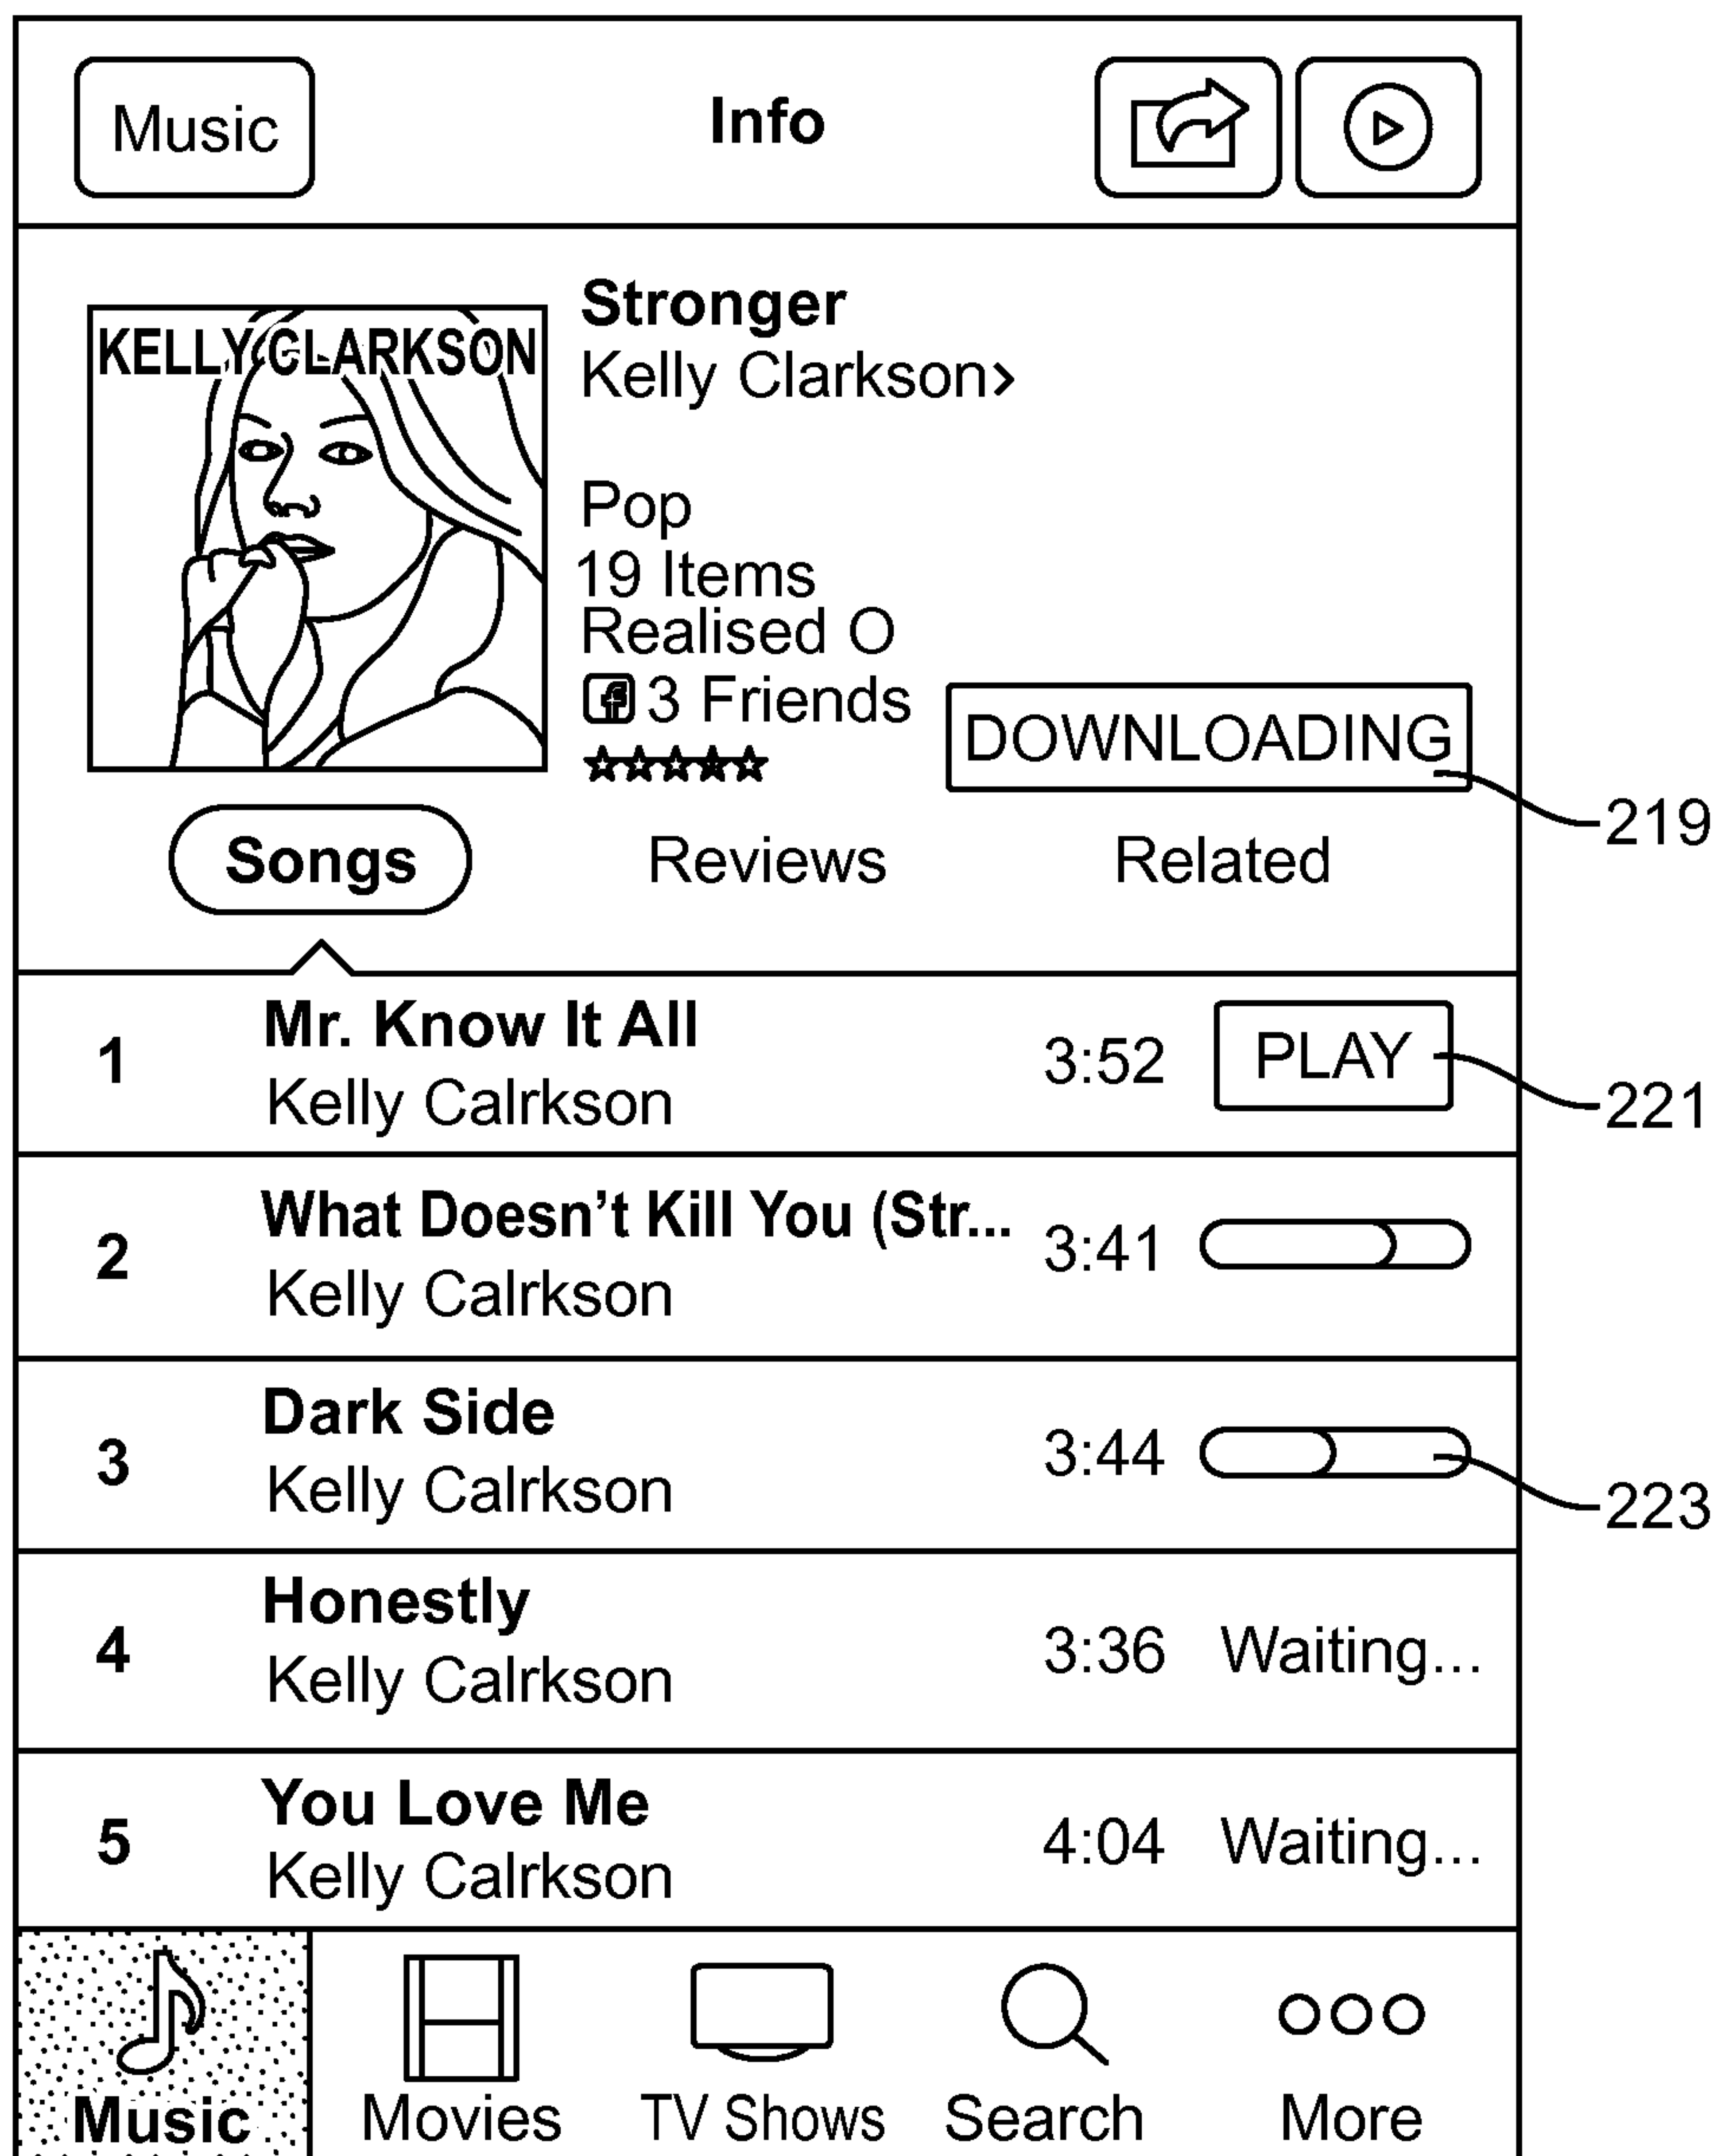 Music
Info
KELLY CLARKSON
Stronger
Kelly Clarkson>
Pop
19 Items
Realised O
f 3 Friends
DOWNLOADING
219
Songs Reviews Related
1 Mr. Know It All 3:52 PLAY
Kelly Calrkson
221
2 What Doesn't Kill You (Str... 3:41
Kelly Calrkson
3 Dark Side 3:44
Kelly Calrkson
223
4 Honestly 3:36 Waiting...
Kelly Calrkson
5 You Love Me 4:04 Waiting...
Kelly Calrkson
Music Movies TV Shows Search More